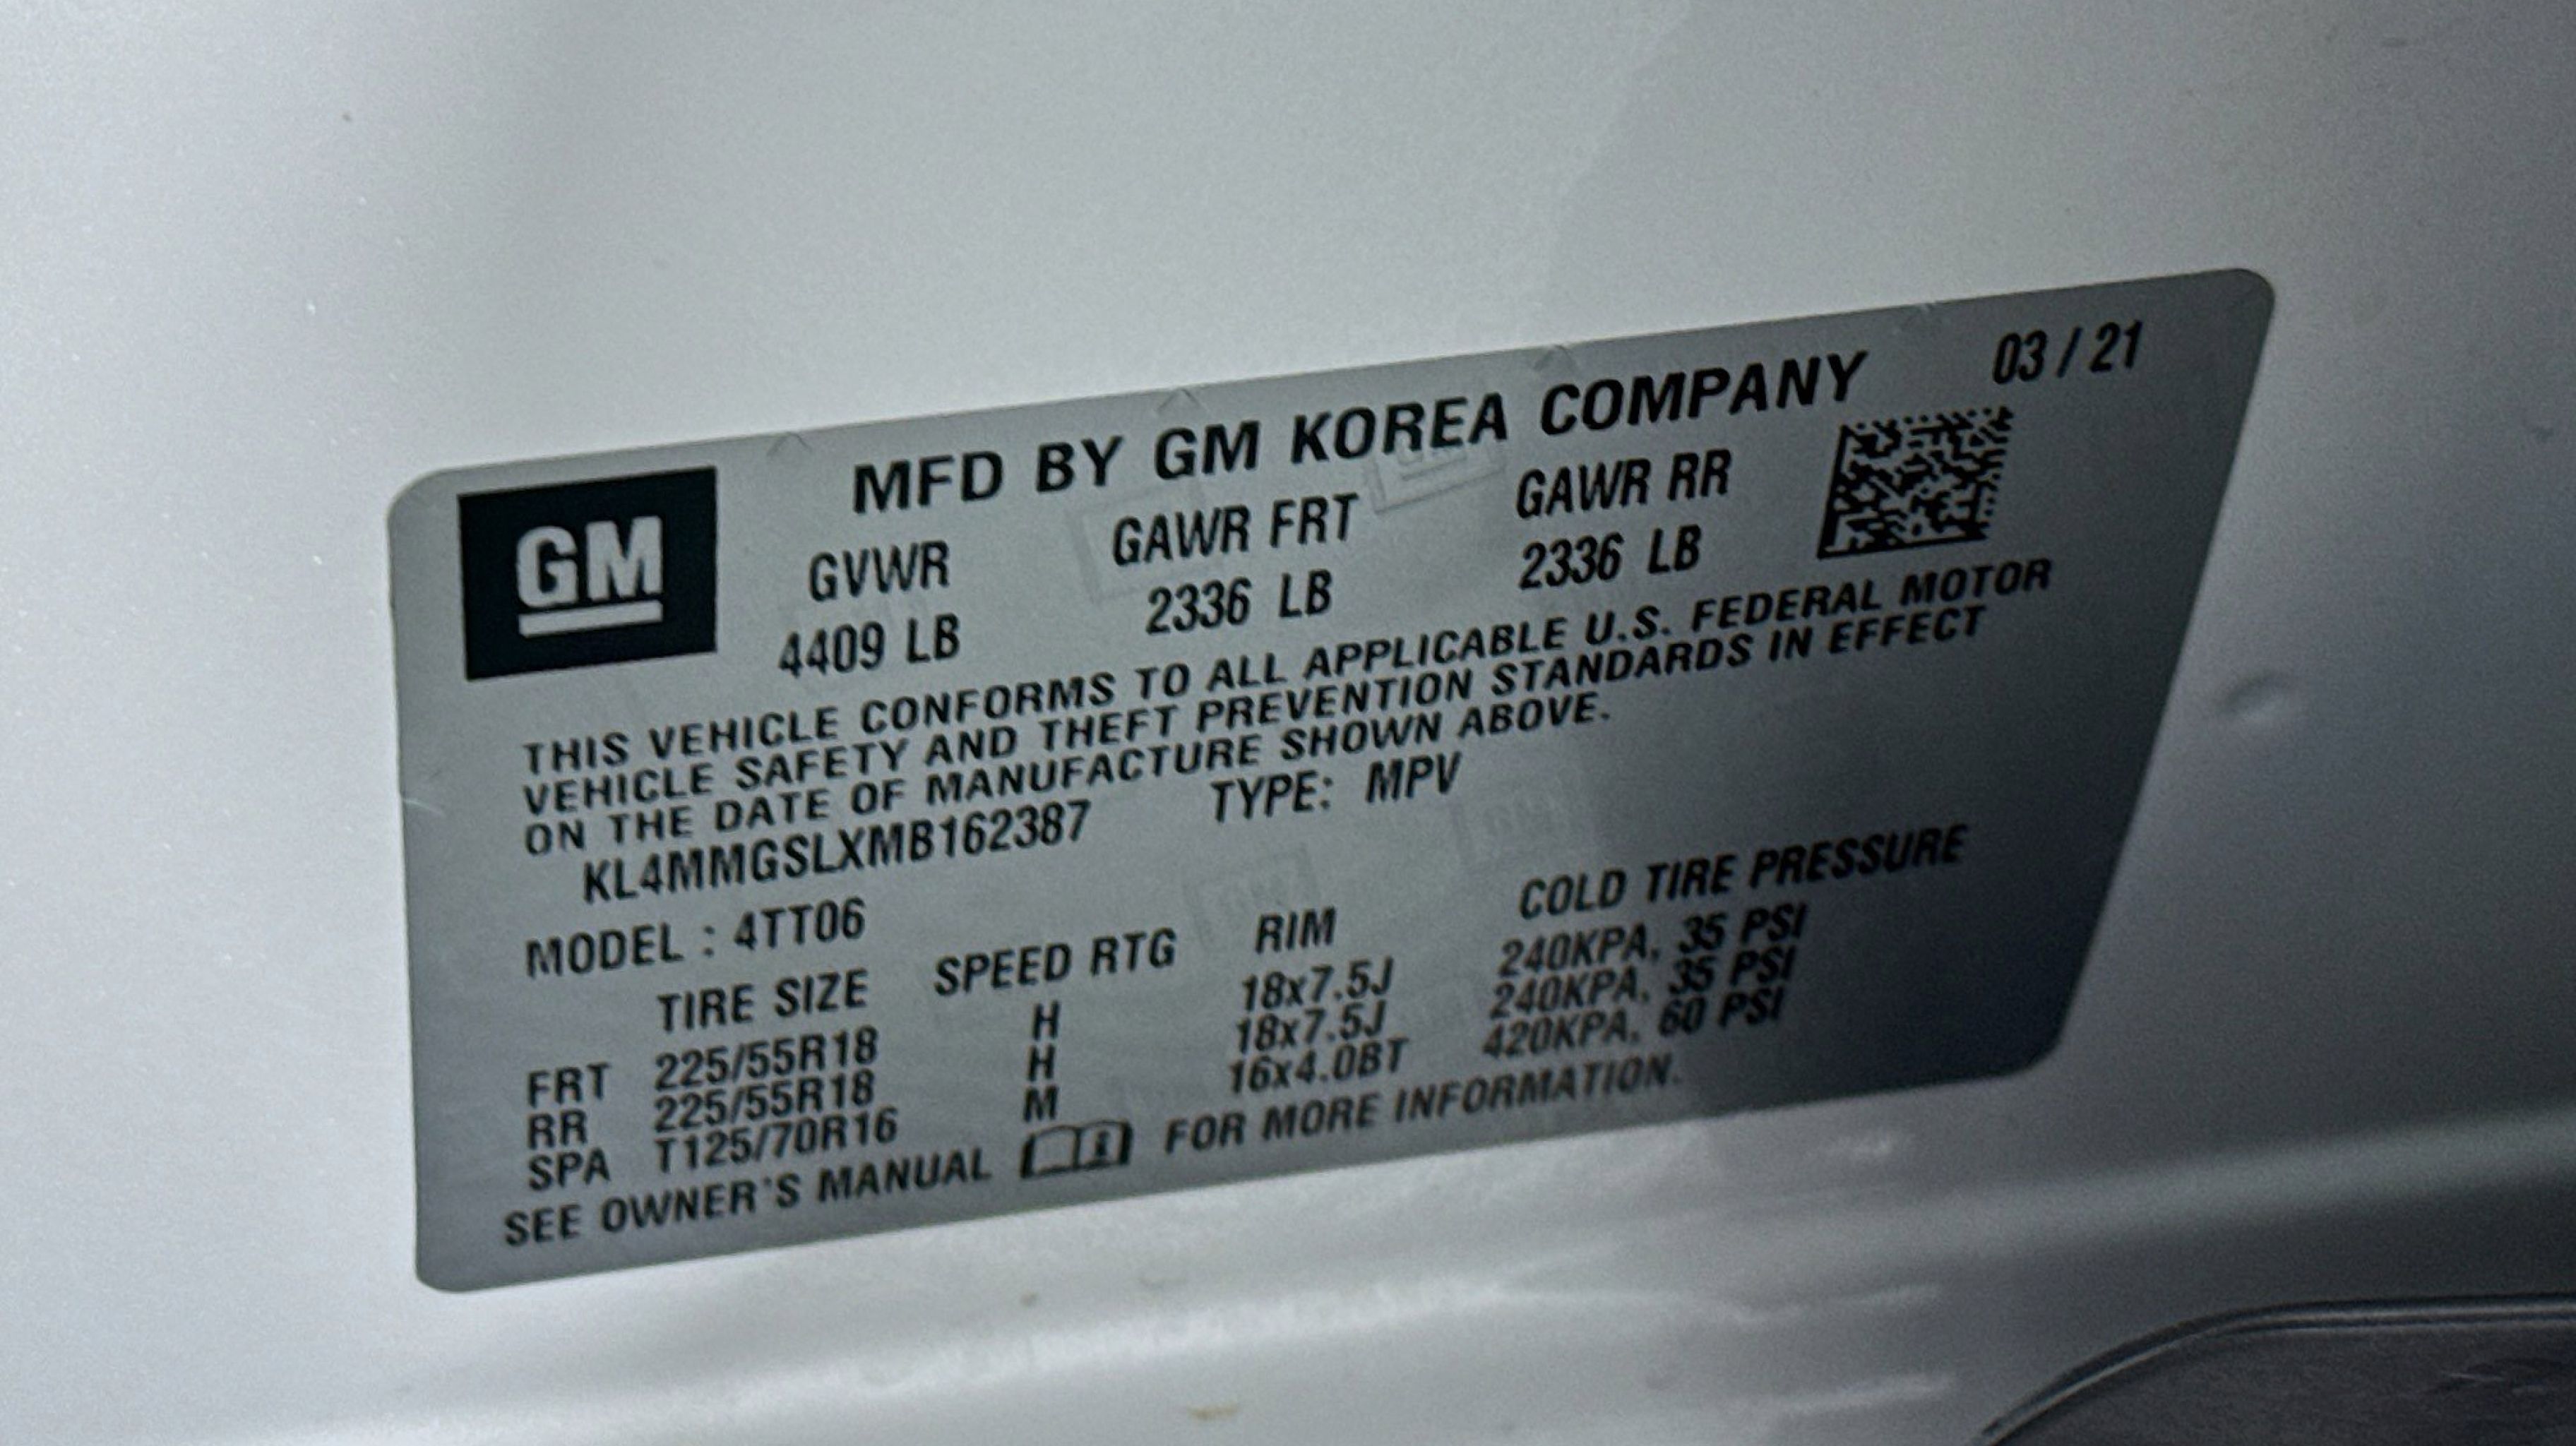 GM
MFD BY GM KOREA COMPANY 03 / 21
GVWR GAWR FRT GAWR RR
4409 LB 2336 LB 2336 LB
THIS VEHICLE CONFORMS TO ALL APPLICABLE U.S. FEDERAL MOTOR
VEHICLE SAFETY AND THEFT PREVENTION STANDARDS IN EFFECT
ON THE DATE OF MANUFACTURE SHOWN ABOVE.
KL4MMGSLXMB162387 TYPE: MPV
MODEL : 4TT06
TIRE SIZE SPEED RTG RIM COLD TIRE PRESSURE
FRT 225/55R18 H 18x7.5J 240KPA, 35 PSI
RR 225/55R18 H 18x7.5J 240KPA, 35 PSI
SPA T125/70R16 M 16x4.0BT 420KPA, 60 PSI
SEE OWNER'S MANUAL FOR MORE INFORMATION.